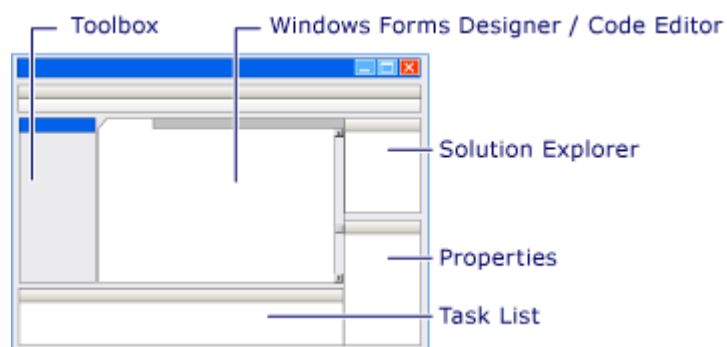 Toolbox
Windows Forms Designer / Code Editor
Solution Explorer
Properties
Task List